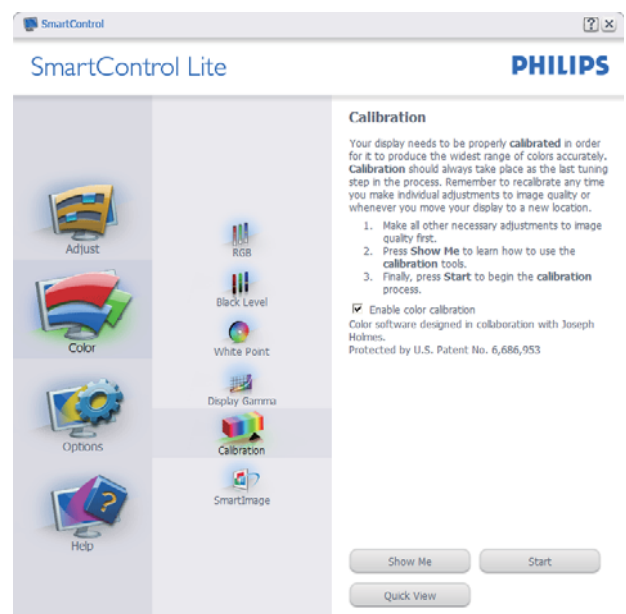 SmartControl
SmartControl Lite
PHILIPS
Adjust
Color
Options
Help
RGB
Black Level
White Point
Display Gamma
Calibration
SmartImage
Calibration
Your display needs to be properly calibrated in order
for it to produce the widest range of colors accurately.
Calibration should always take place as the last tuning
step in the process. Remember to recalibrate any time
you make individual adjustments to image quality or
whenever you move your display to a new location.
1. Make all other necessary adjustments to image
quality first.
2. Press Show Me to learn how to use the
calibration tools.
3. Finally, press Start to begin the calibration
process.
Enable color calibration
Color software designed in collaboration with Joseph
Holmes.
Protected by U.S. Patent No. 6,686,953
Show Me
Start
Quick View